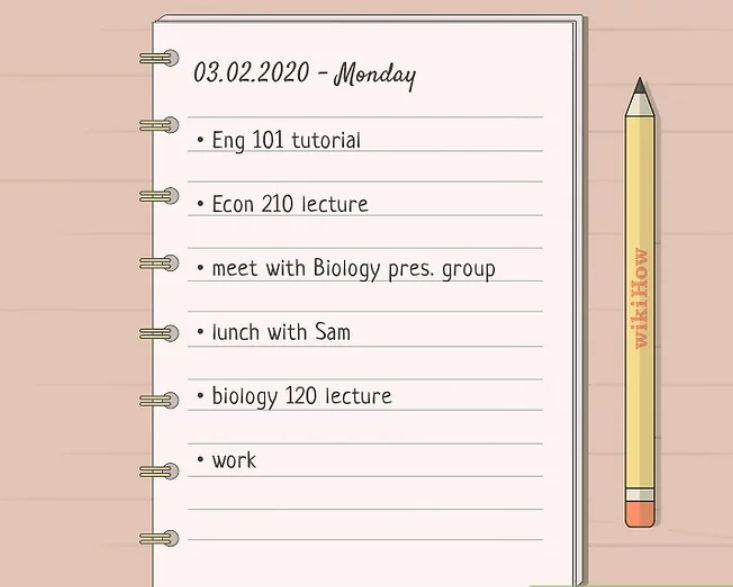 03.02.2020 - Monday
• Eng 101 tutorial
• Econ 210 lecture
• meet with Biology pres. group
• lunch with Sam
• biology 120 lecture
• work
wikiHow